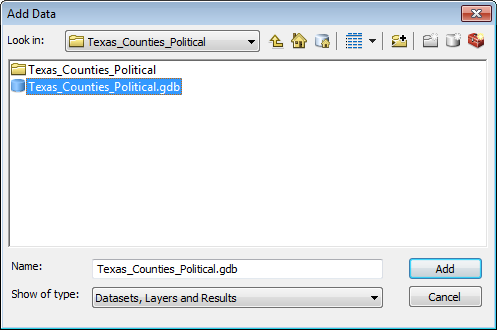 Add Data
Look in: Texas_Counties_Political
Texas_Counties_Political
Texas_Counties_Political.gdb
Name: Texas_Counties_Political.gdb Add
Show of type: Datasets, Layers and Results Cancel